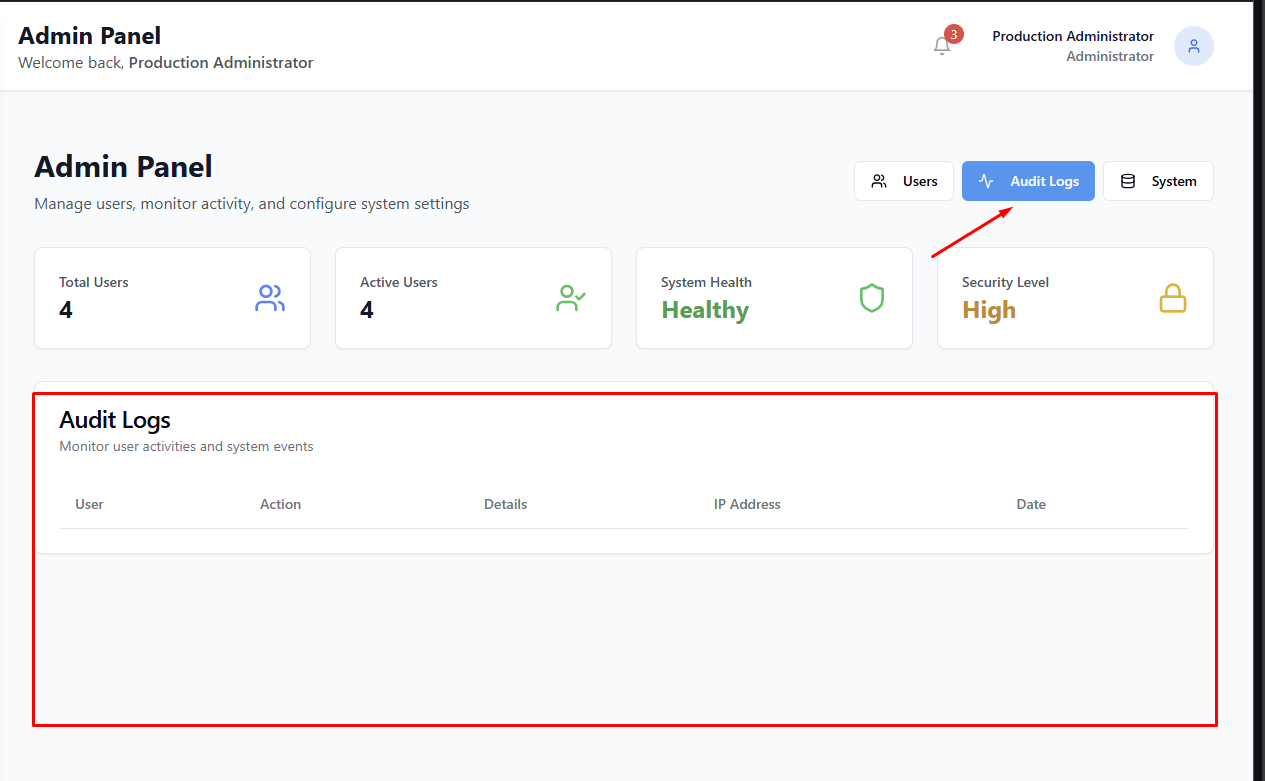 Admin Panel
Welcome back, Production Administrator
3
Production Administrator
Administrator
Admin Panel
Manage users, monitor activity, and configure system settings
Users
Audit Logs
System
Total Users
4
Active Users
4
System Health
Healthy
Security Level
High
Audit Logs
Monitor user activities and system events
User Action Details IP Address Date